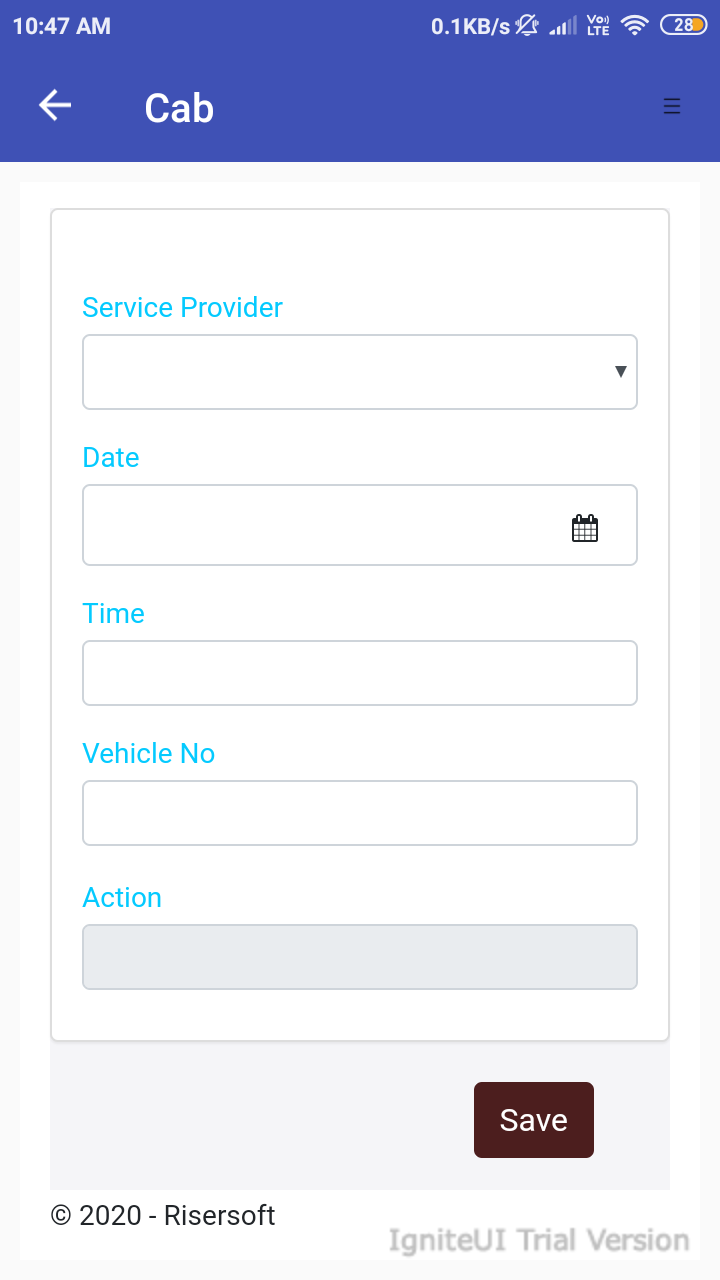 10:47 AM 0.1KB/s Vo) LTE 28
Cab
Service Provider
Date
Time
Vehicle No
Action
Save
© 2020 - Risersoft
IgniteUI Trial Version